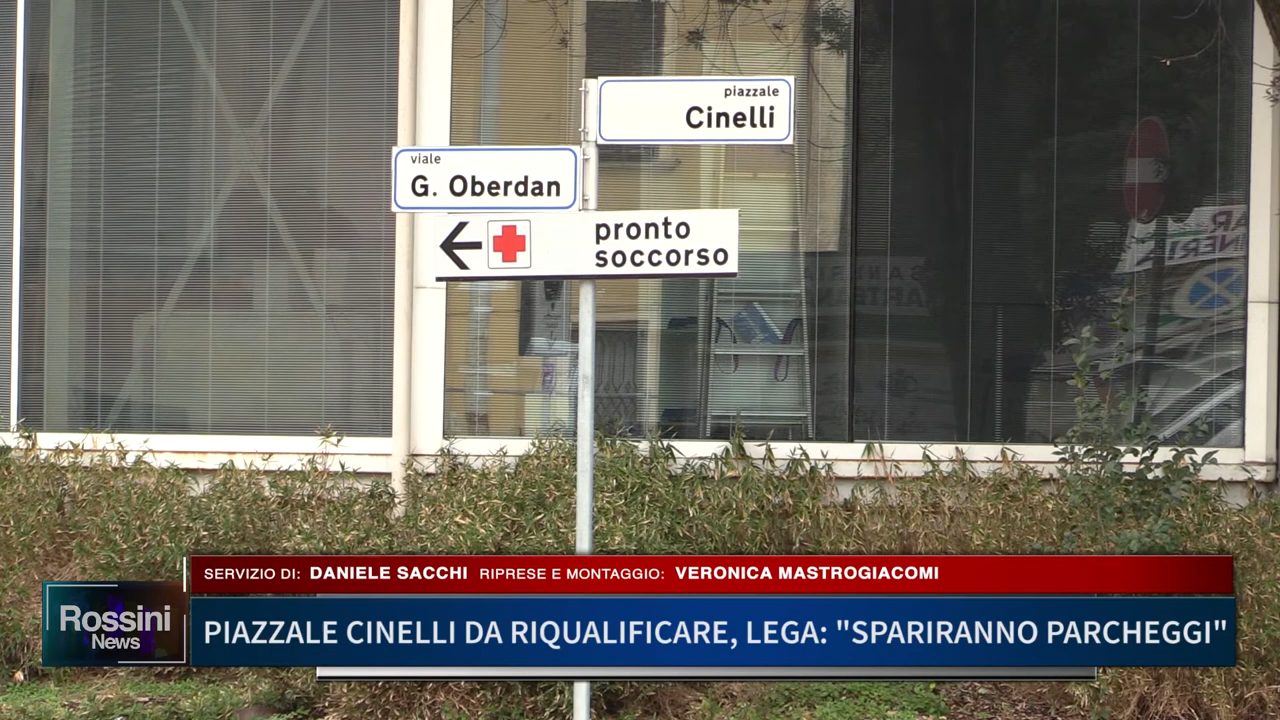 piazzale
Cinelli
viale
G. Oberdan
pronto
soccorso
SERVIZIO DI: DANIELE SACCHI RIPRESE E MONTAGGIO: VERONICA MASTROGIACOMI
Rossini
News
PIAZZALE CINELLI DA RIQUALIFICARE, LEGA: "SPARIRANNO PARCHEGGI"